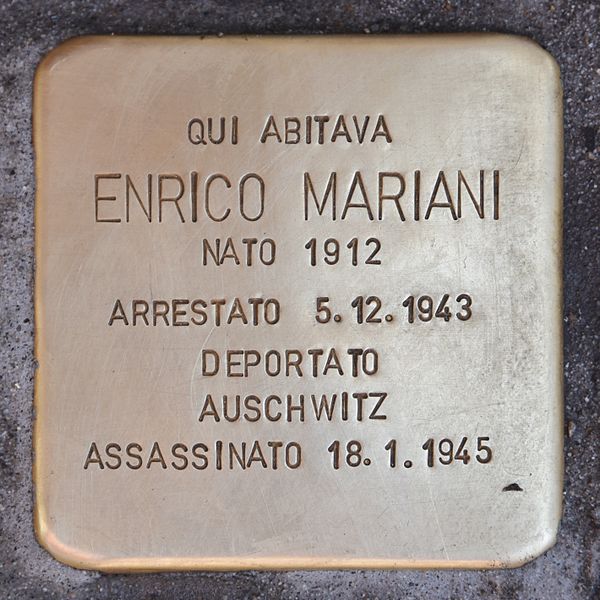 QUI ABITAVA
ENRICO MARIANI
NATO 1912
ARRESTATO 5.12.1943
DEPORTATO
AUSCHWITZ
ASSASSINATO 18.1.1945